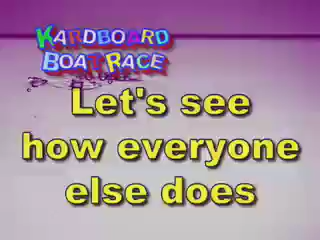 KARDBOARD
BOAT RACE
Let's see
how everyone
else does